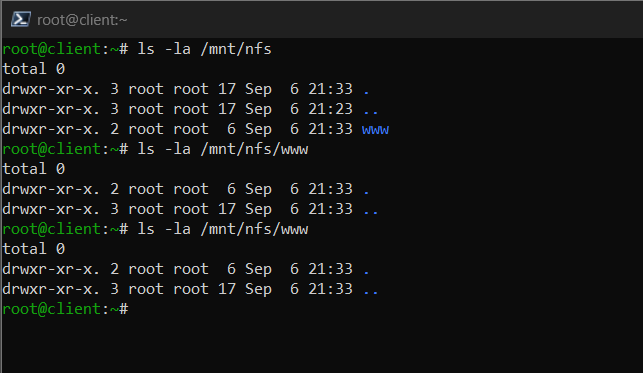 root@client:~
root@client:~# ls -la /mnt/nfs
total 0
drwxr-xr-x. 3 root root 17 Sep  6 21:33 .
drwxr-xr-x. 3 root root 17 Sep  6 21:23 ..
drwxr-xr-x. 2 root root  6 Sep  6 21:33 www
root@client:~# ls -la /mnt/nfs/www
total 0
drwxr-xr-x. 2 root root  6 Sep  6 21:33 .
drwxr-xr-x. 3 root root 17 Sep  6 21:33 ..
root@client:~# ls -la /mnt/nfs/www
total 0
drwxr-xr-x. 2 root root  6 Sep  6 21:33 .
drwxr-xr-x. 3 root root 17 Sep  6 21:33 ..
root@client:~#